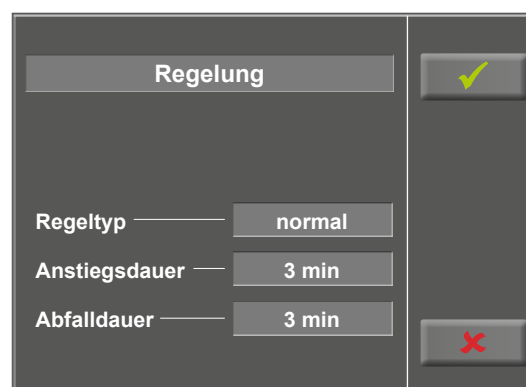 Regelung
Regeltyp normal
Anstiegsdauer 3 min
Abfalldauer 3 min